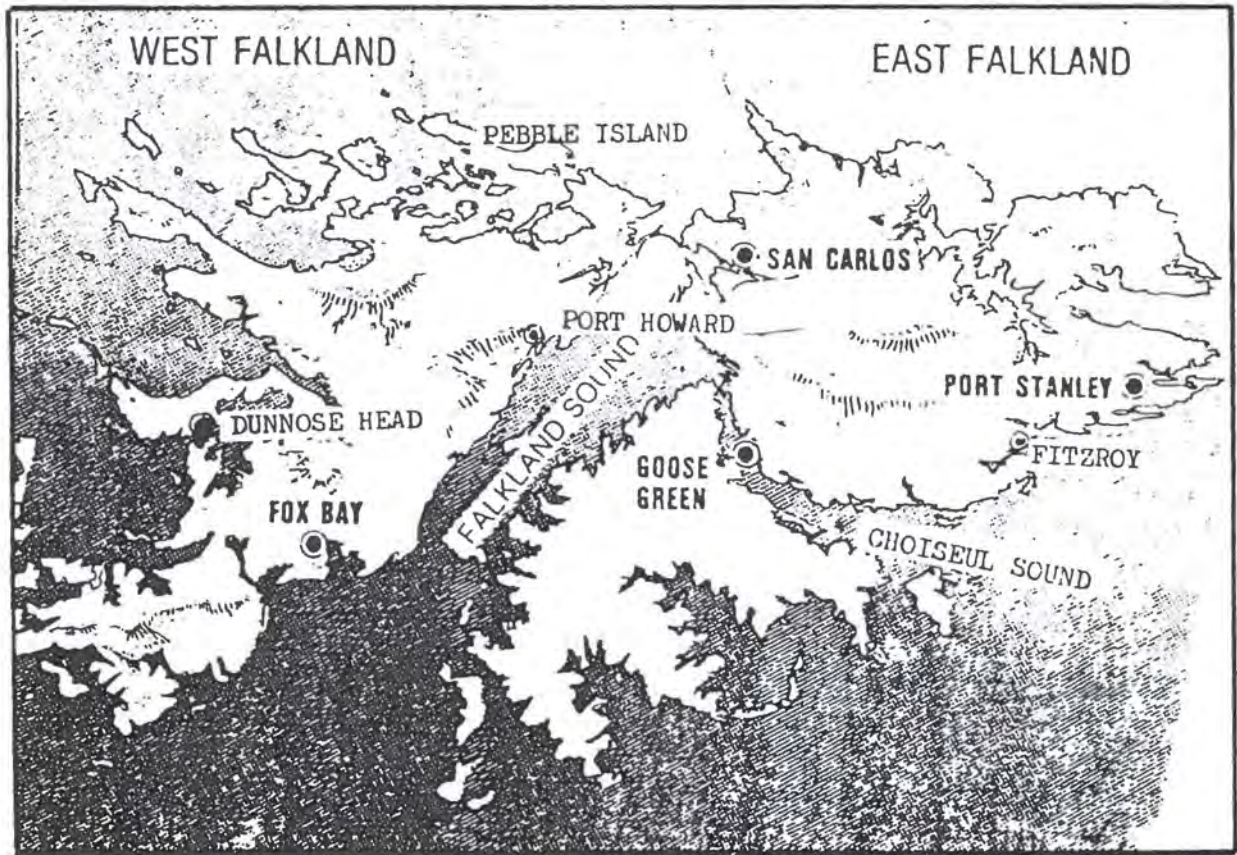 WEST FALKLAND
EAST FALKLAND
PEBBLE ISLAND
SAN CARLOS
PORT HOWARD
FALKLAND SOUND
PORT STANLEY
DUNNOSE HEAD
GOOSE
GREEN
FITZROY
FOX BAY
CHOISEUL SOUND